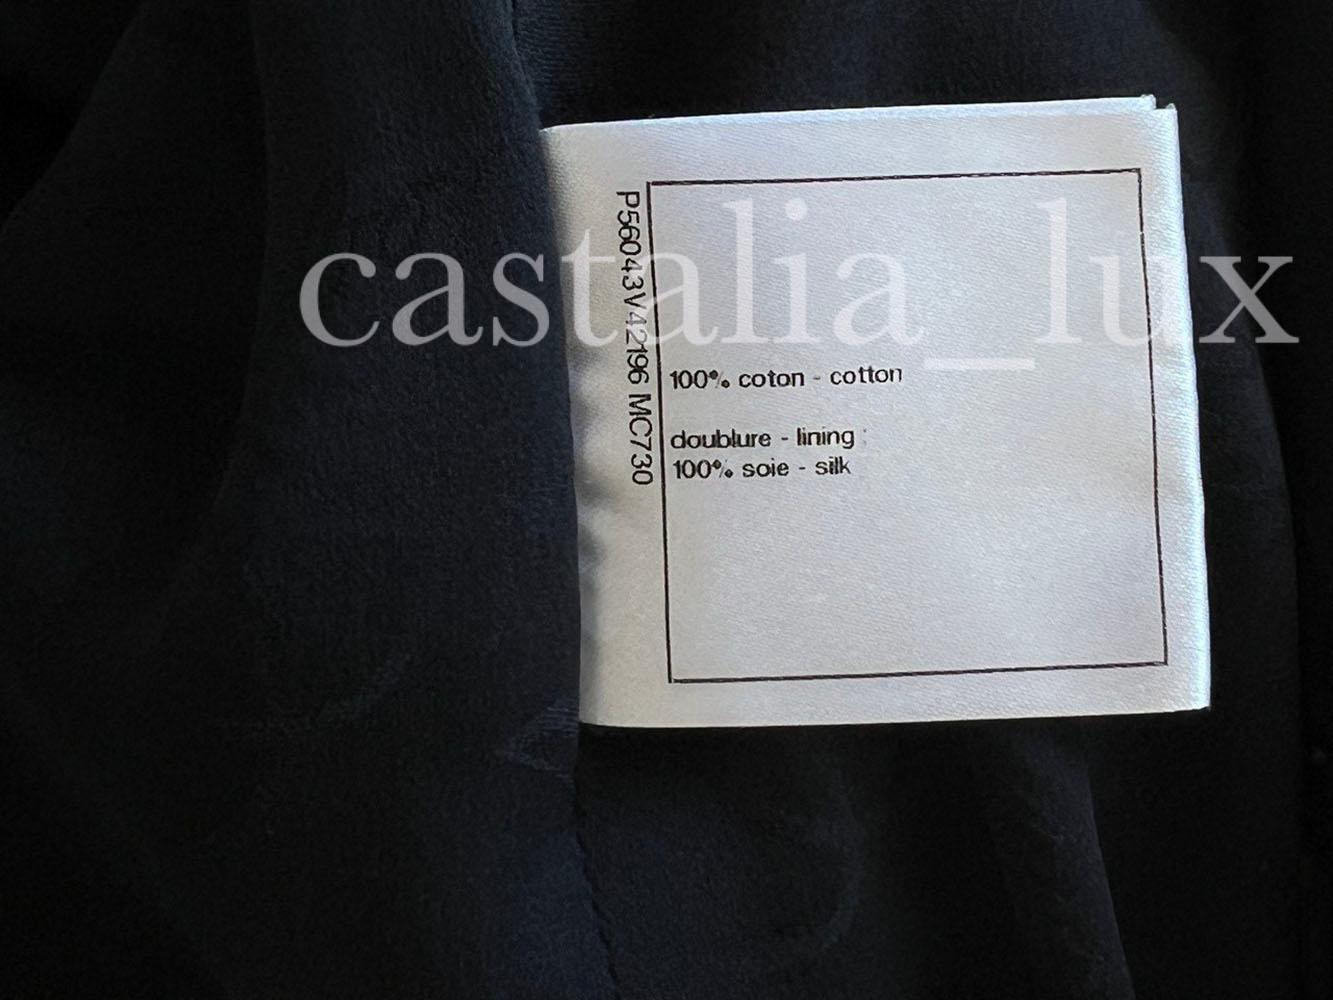 castalia_lux
P56043V42196 MC730
100% coton - cotton
doublure - lining :
100% soie - silk